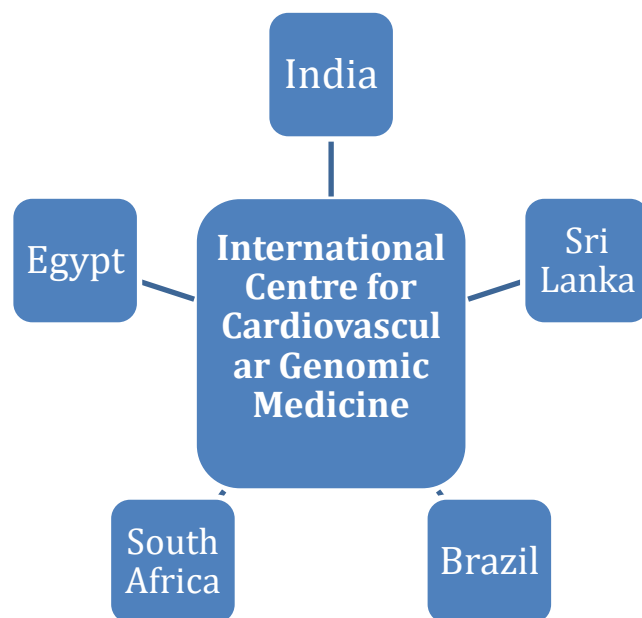 India
Egypt
International
Centre for
Cardiovascul
ar Genomic
Medicine
Sri
Lanka
South
Africa
Brazil